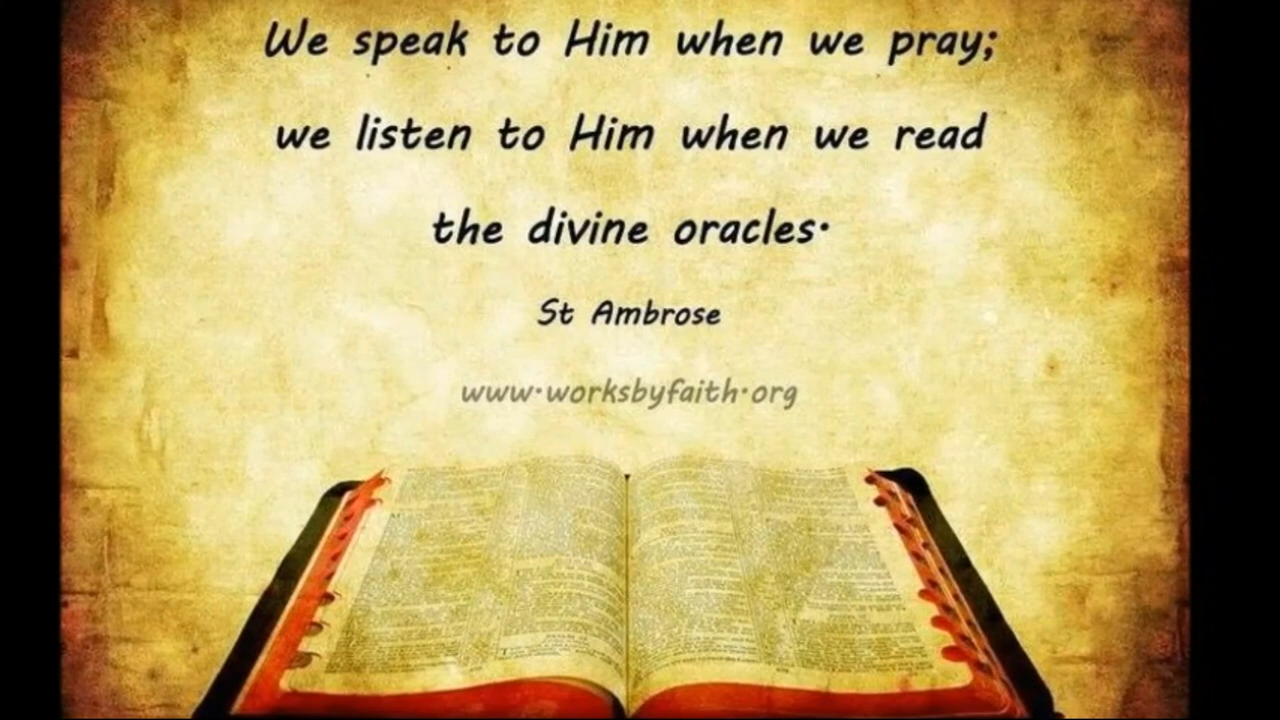 We speak to Him when we pray;
we listen to Him when we read
the divine oracles·
St Ambrose
www·worksbyfaith·org